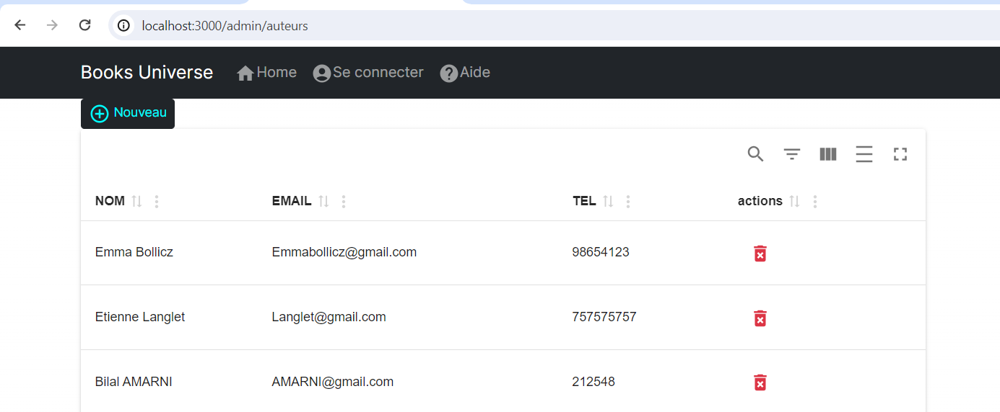 localhost:3000/admin/auteurs
Books Universe Home Se connecter Aide
Nouveau
NOM EMAIL TEL actions
Emma Bollicz Emmabollicz@gmail.com 98654123
Etienne Langlet Langlet@gmail.com 757575757
Bilal AMARNI AMARNI@gmail.com 212548